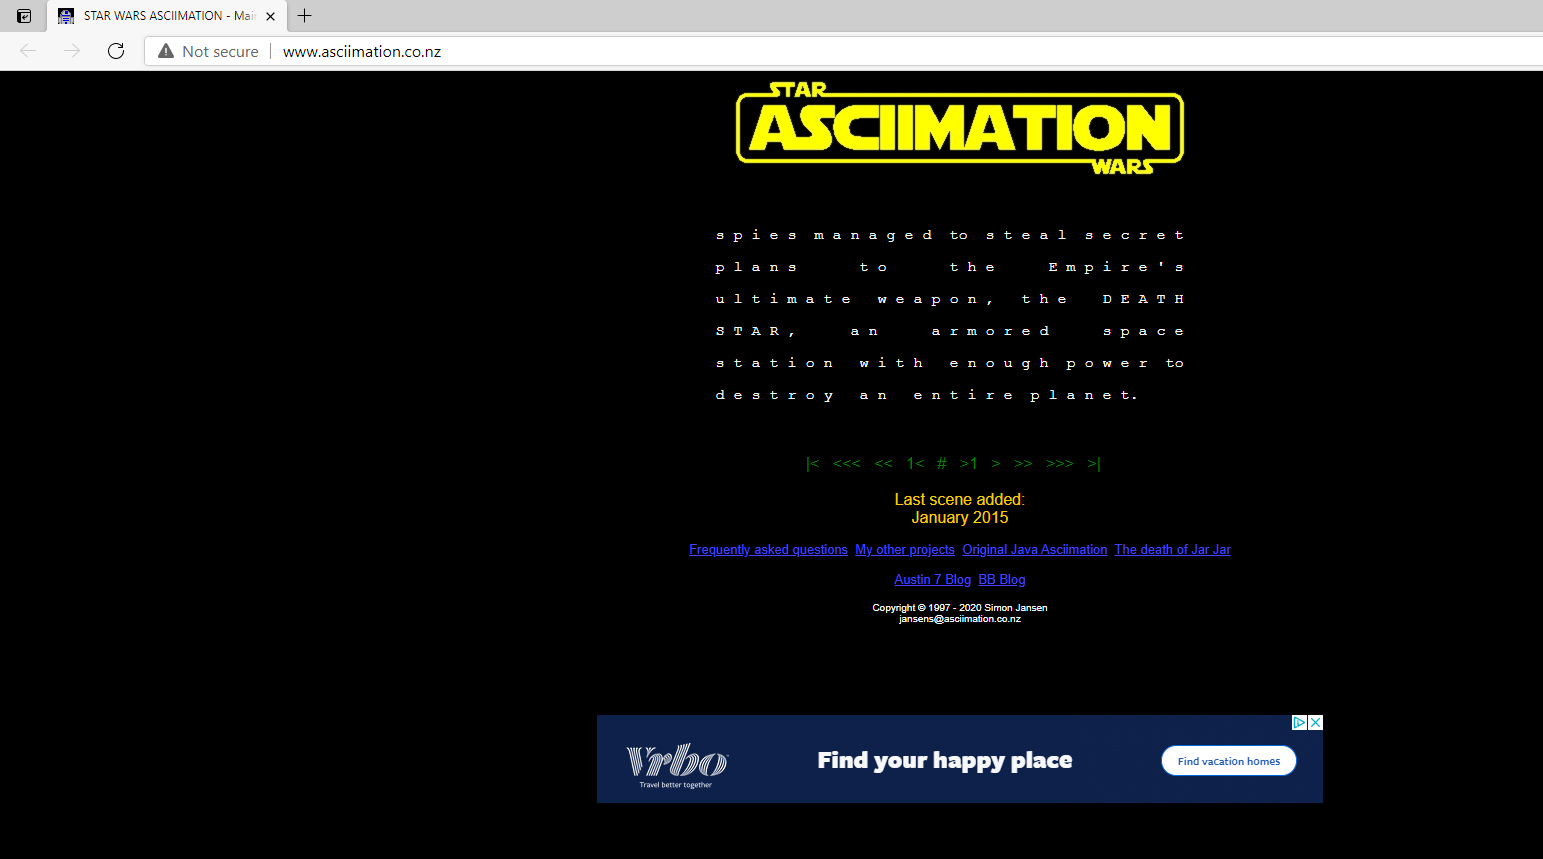 STAR WARS ASCIIMATION - Mai
Not secure
www.asciimation.co.nz
STAR
ASCIIMATION
WARS
spies managed to steal secret
plans to the Empire's
ultimate weapon, the DEATH
STAR, an armored space
station with enough power to
destroy an entire planet.
|< <<< << 1< # >1 > >> >>> >|
Last scene added:
January 2015
Frequently asked questions My other projects Original Java Asciimation The death of Jar Jar
Austin 7 Blog BB Blog
Copyright © 1997 - 2020 Simon Jansen
jansens@asciimation.co.nz
Vrbo
Travel better together
Find your happy place
Find vacation homes